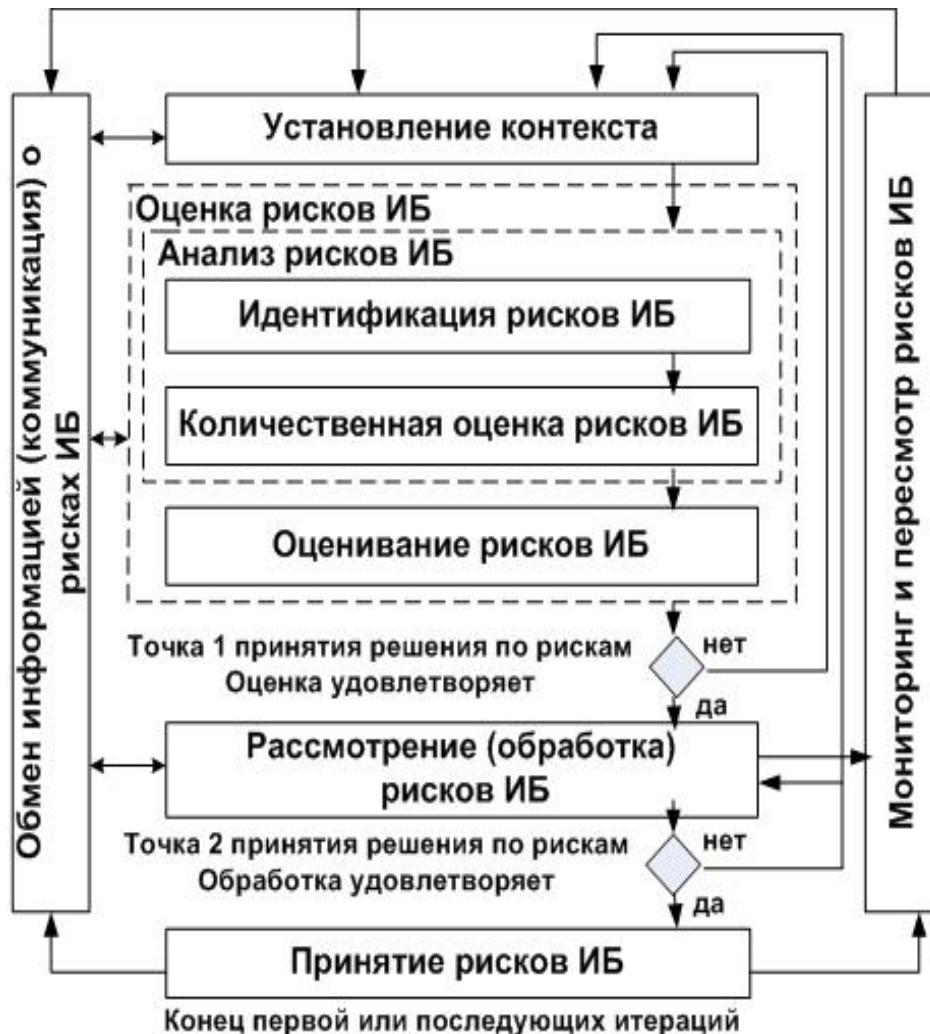 Обмен информацией (коммуникация) о
рисках ИБ
Установление контекста
Оценка рисков ИБ
Анализ рисков ИБ
Идентификация рисков ИБ
Количественная оценка рисков ИБ
Оценивание рисков ИБ
Точка 1 принятия решения по рискам
Оценка удовлетворяет
нет
да
Рассмотрение (обработка)
рисков ИБ
Точка 2 принятия решения по рискам
Обработка удовлетворяет
нет
да
Принятие рисков ИБ
Конец первой или последующих итераций
Мониторинг и пересмотр рисков ИБ